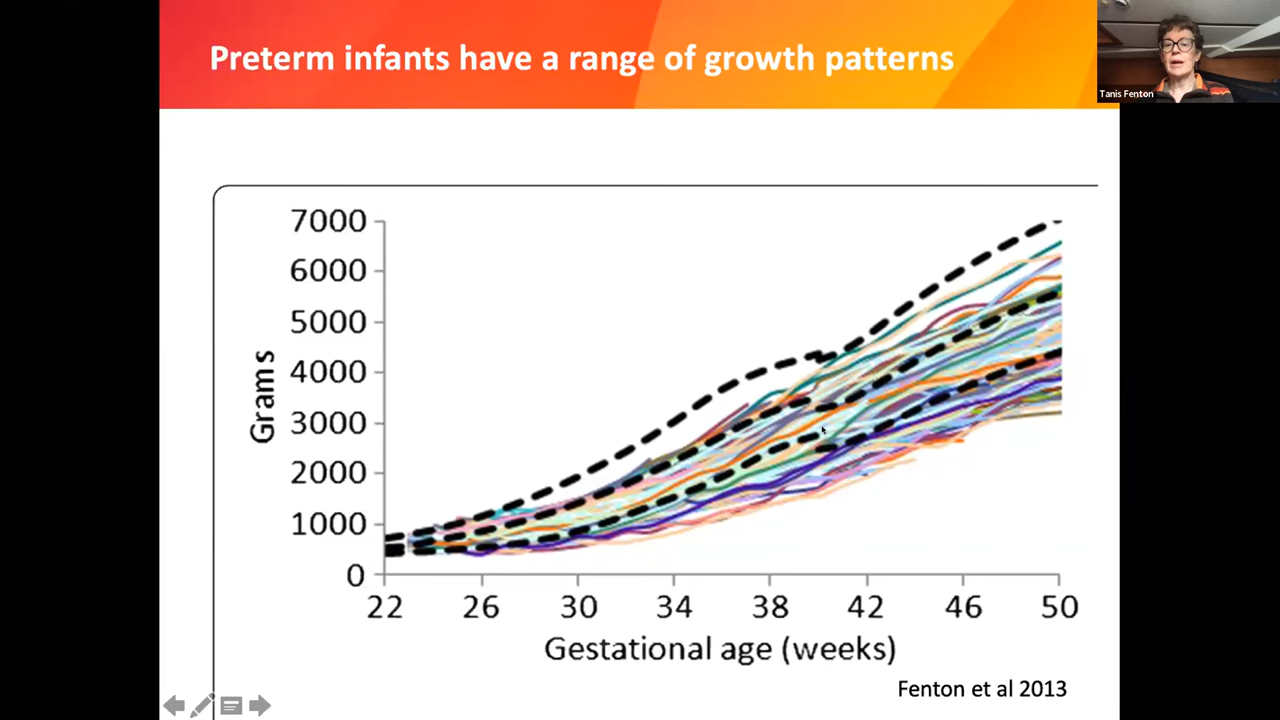 Preterm infants have a range of growth patterns
Tanis Fenton
7000
6000
5000
4000
3000
2000
1000
0
Grams
22 26 30 34 38 42 46 50
Gestational age (weeks)
Fenton et al 2013